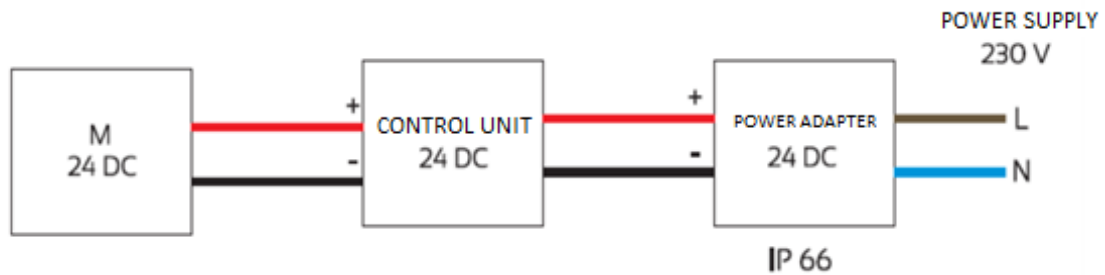 POWER SUPPLY
230 V
M
24 DC
+
-
CONTROL UNIT
24 DC
+
-
POWER ADAPTER
24 DC
L
N
IP 66